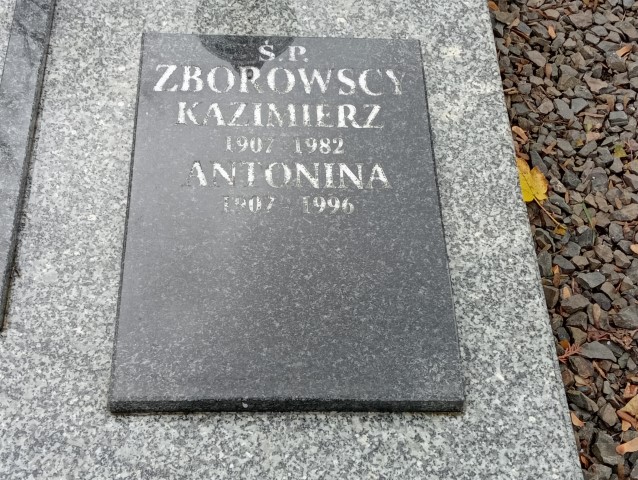 Ś.P.
ZBOROWSCY
KAZIMIERZ
1907 1982
ANTONINA
1907 - 1996